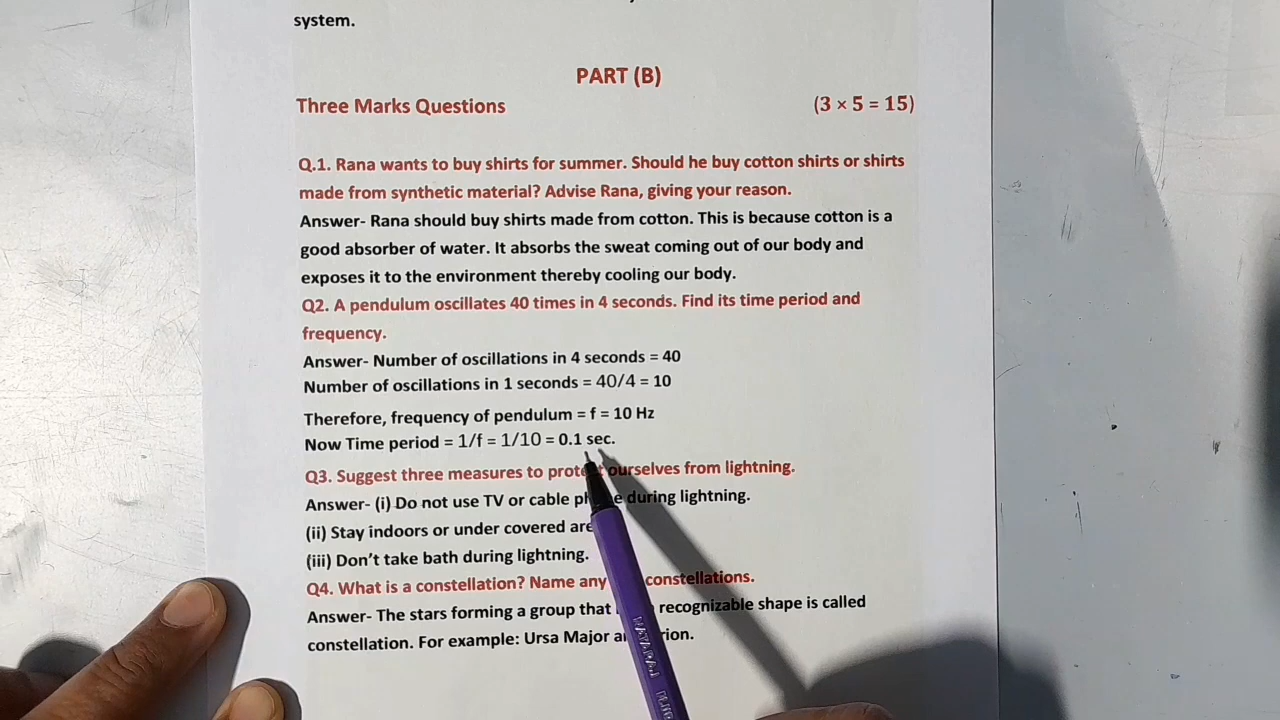 system.
PART (B)
Three Marks Questions (3 × 5 = 15)
Q.1. Rana wants to buy shirts for summer. Should he buy cotton shirts or shirts
made from synthetic material? Advise Rana, giving your reason.
Answer- Rana should buy shirts made from cotton. This is because cotton is a
good absorber of water. It absorbs the sweat coming out of our body and
exposes it to the environment thereby cooling our body.
Q2. A pendulum oscillates 40 times in 4 seconds. Find its time period and
frequency.
Answer- Number of oscillations in 4 seconds = 40
Number of oscillations in 1 seconds = 40/4 = 10
Therefore, frequency of pendulum = f = 10 Hz
Now Time period = 1/f = 1/10 = 0.1 sec.
Q3. Suggest three measures to protect ourselves from lightning.
Answer- (i) Do not use TV or cable during lightning.
(ii) Stay indoors or under covered
(iii) Don't take bath during lightning.
Q4. What is a constellation? Name any constellations.
Answer- The stars forming a group that recognizable shape is called
constellation. For example: Ursa Major
MATADOR